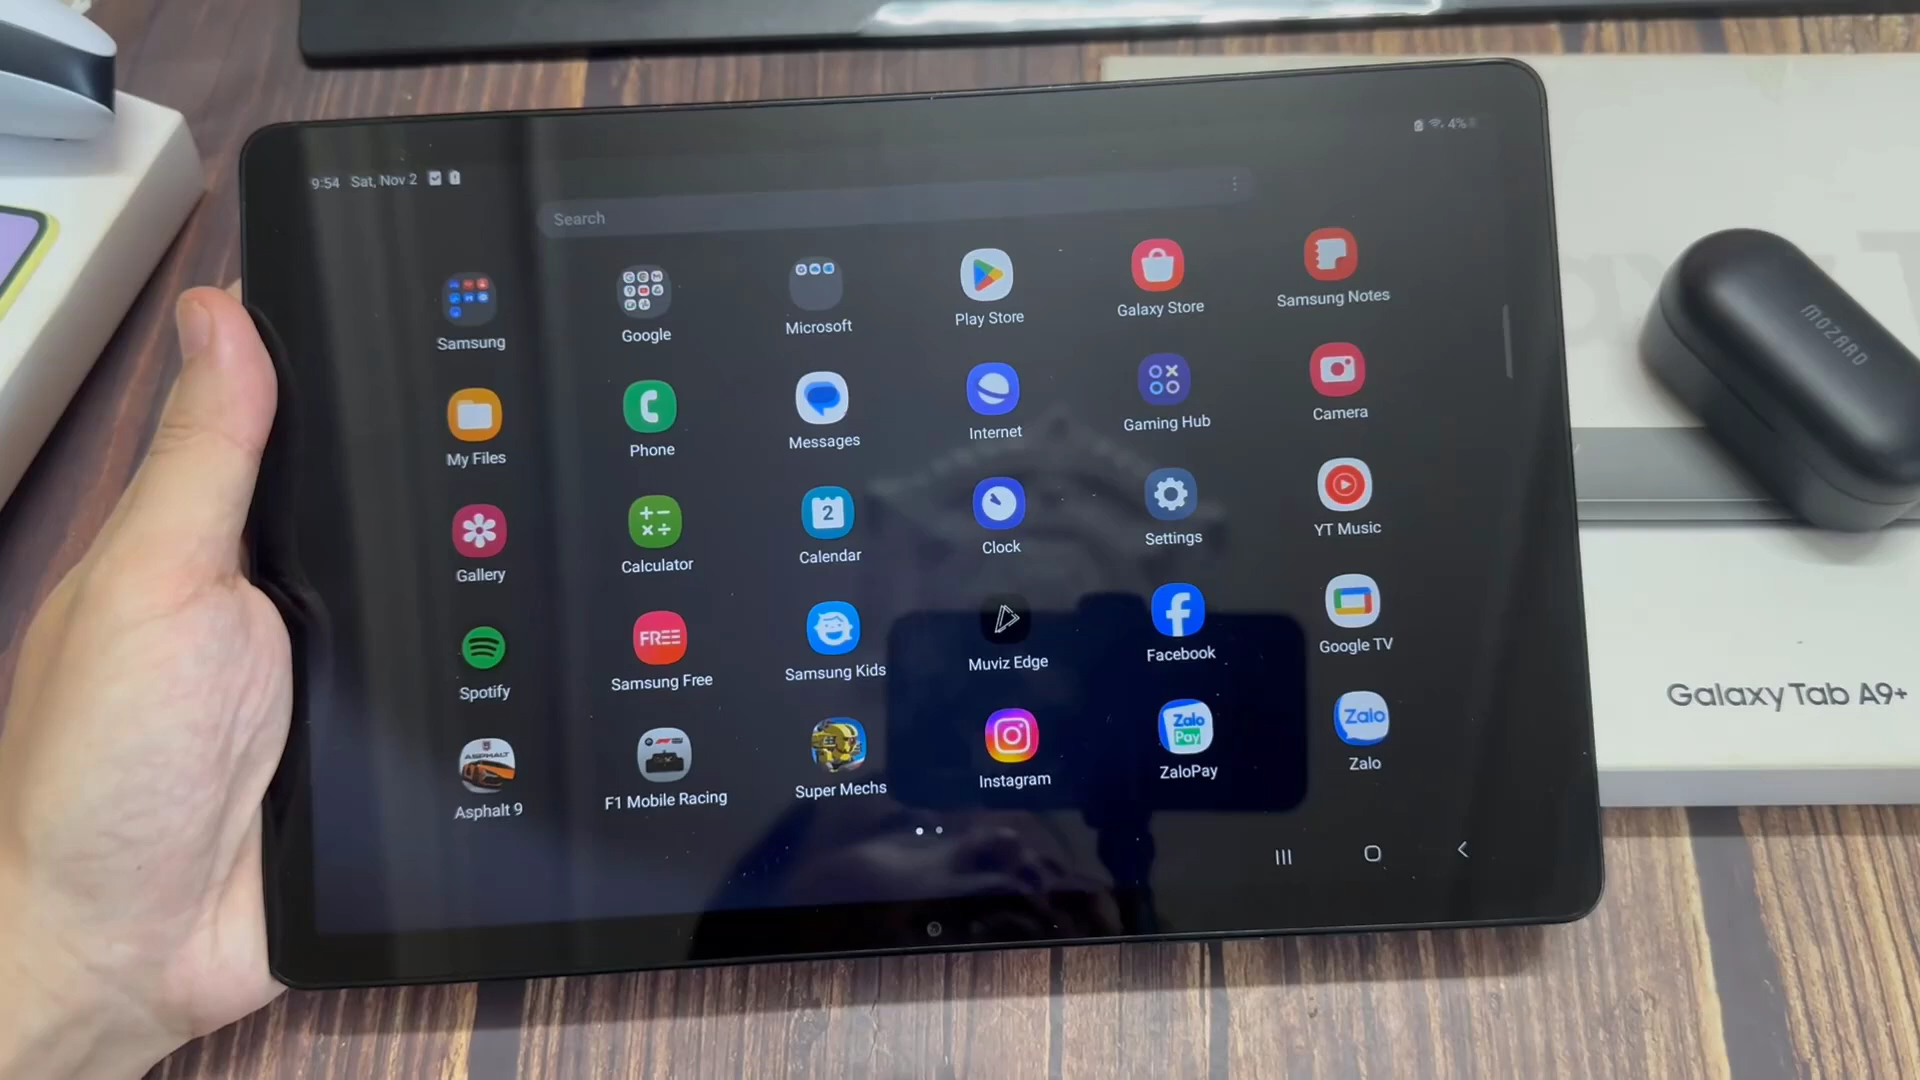 9:54 Sat, Nov 2
4%
Search
Samsung
Google
Microsoft
Play Store
Galaxy Store
Samsung Notes
My Files
Phone
Messages
Internet
Gaming Hub
Camera
Gallery
Calculator
2
Calendar
Clock
Settings
YT Music
Spotify
FREE
Samsung Free
Samsung Kids
Muviz Edge
Facebook
Google TV
ASPHALT
Asphalt 9
F1 Mobile Racing
Super Mechs
Instagram
Zalo
Pay
ZaloPay
Zalo
Zalo
MOZARD
Galaxy Tab A9+